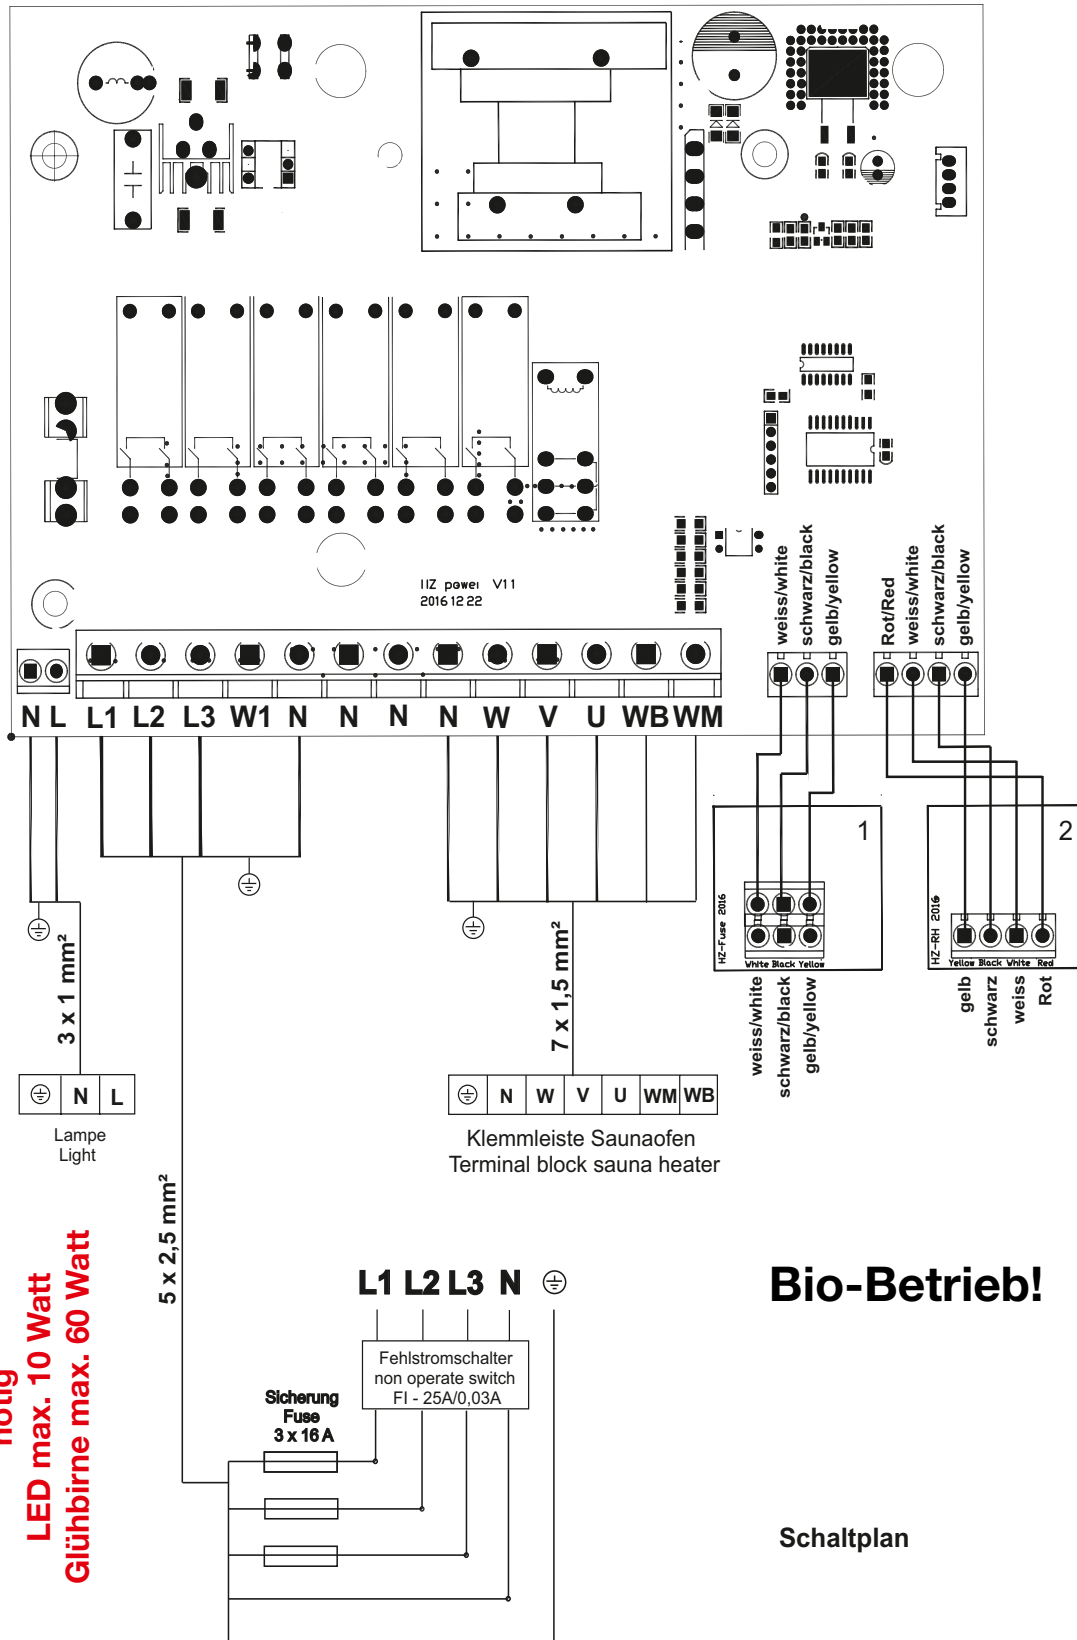 IIZ power V11
2016 12 22
weiss/white
schwarz/black
gelb/yellow
Rot/Red
weiss/white
schwarz/black
gelb/yellow
N L L1 L2 L3 W1 N N N N W V U WB WM
1
2
HZ-Fuse 2016
White Black Yellow
weiss/white
schwarz/black
gelb/yellow
HZ-RH 2016
Yellow Black White Red
gelb
schwarz
weiss
Rot
3 x 1 mm²
7 x 1,5 mm²
N L
Lampe
Light
N W V U WM WB
Klemmleiste Saunaofen
Terminal block sauna heater
5 x 2,5 mm²
nötig
LED max. 10 Watt
Glühbirne max. 60 Watt
L1 L2 L3 N
Bio-Betrieb!
Fehlstromschalter
non operate switch
FI - 25A/0,03A
Sicherung
Fuse
3 x 16 A
Schaltplan